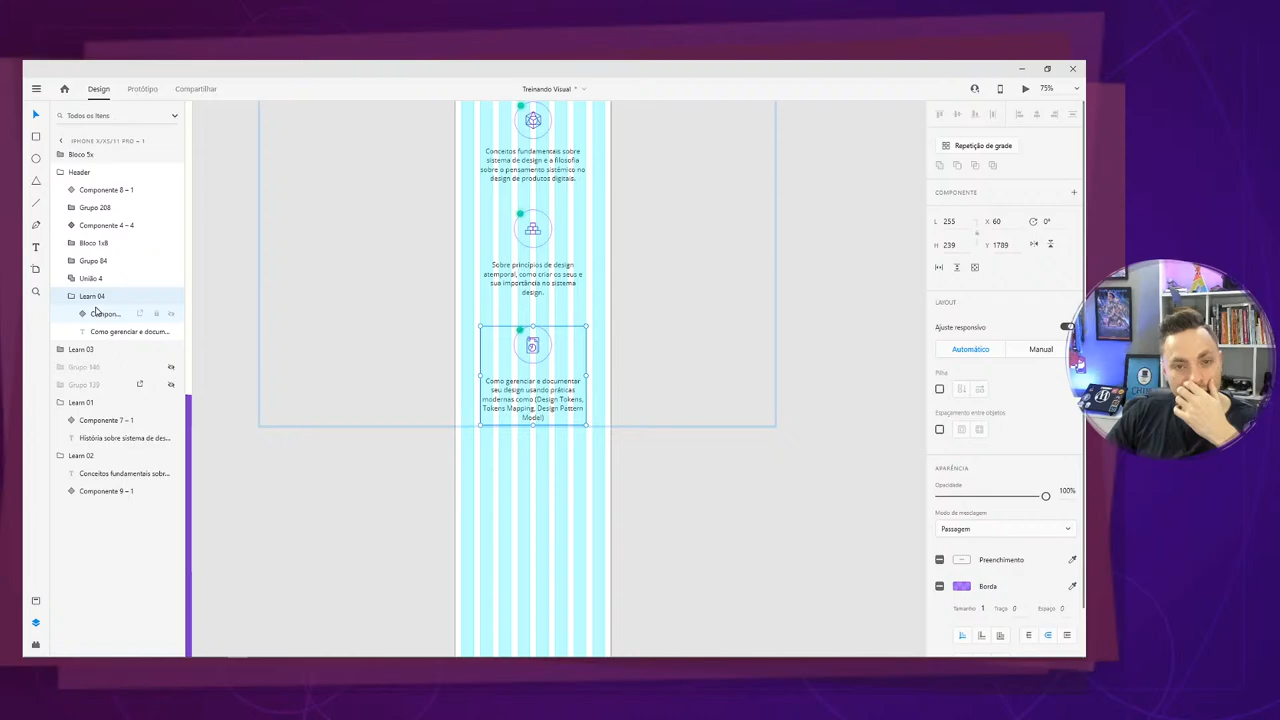 Design
Protótipo
Compartilhar
Treinando Visual *
75%
Todos os Itens
IPHONE X/XS/11 PRO – 1
Bloco 5x
Header
Componente 8 – 1
Grupo 208
Componente 4 – 4
Bloco 1x8
Grupo 84
União 4
Learn 04
Compon...
Como gerenciar e docum...
Learn 03
Grupo 146
Grupo 139
Learn 01
Componente 7 – 1
História sobre sistema de des...
Learn 02
Conceitos fundamentais sobr...
Componente 9 – 1
Conceitos fundamentais sobre
sistema de design e a filosofia
sobre o pensamento sistêmico no
design de produtos digitais.
Sobre princípios de design
atemporal, como criar os seus e
sua importância no sistema
design.
Como gerenciar e documentar
seu design usando práticas
modernas como (Design Tokens,
Tokens Mapping, Design Pattern
Model)
Repetição de grade
COMPONENTE
L 255 X 60 0°
H 239 Y 1789
LAYOUT
Ajuste responsivo
Automático
Manual
Pilha
Espaçamento entre objetos
APARÊNCIA
Opacidade
100%
Modo de mesclagem
Passagem
Preenchimento
Borda
Tamanho 1 Traço 0 Espaço 0